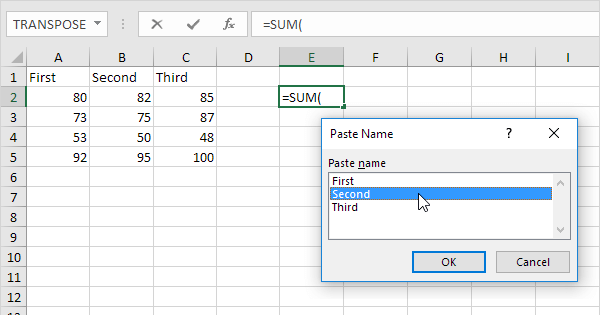 TRANSPOSE =SUM(
A B C D E F G H I
1 First Second Third
2 80 82 85 =SUM(
3 73 75 87
4 53 50 48
5 92 95 100
6
7
8
9
10
11
12
13
Paste Name ?
Paste name
First
Second
Third
OK Cancel